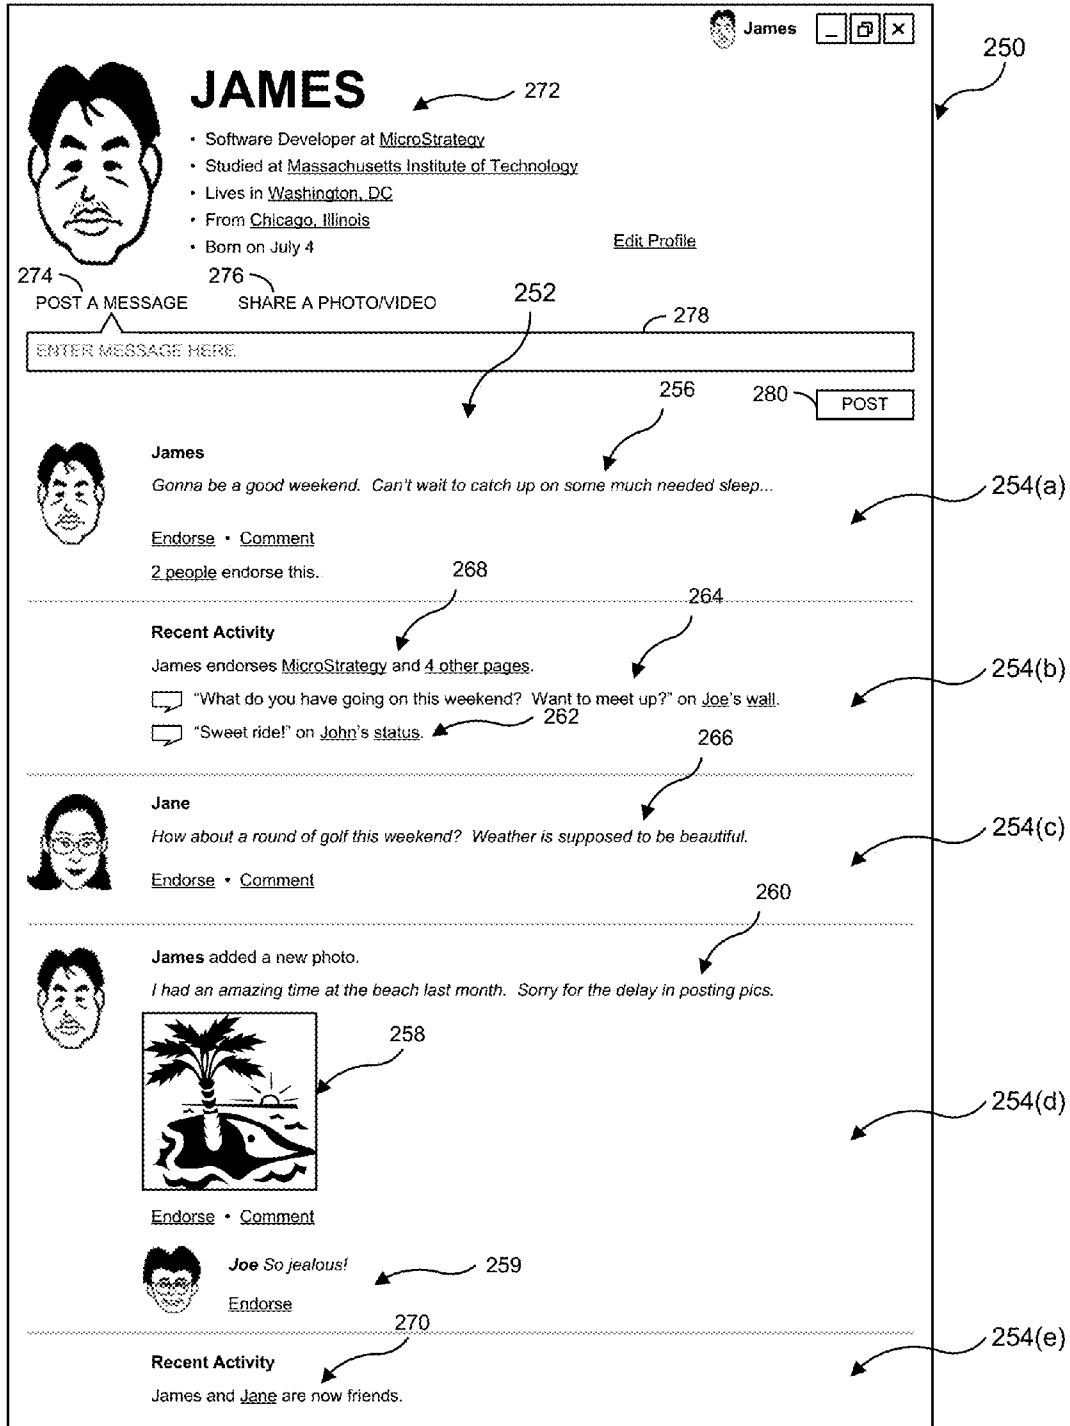 James
250
JAMES
272
• Software Developer at MicroStrategy
• Studied at Massachusetts Institute of Technology
• Lives in Washington, DC
• From Chicago, Illinois
• Born on July 4
Edit Profile
274
276
POST A MESSAGE
SHARE A PHOTO/VIDEO
252
278
ENTER MESSAGE HERE
256
280
POST
James
Gonna be a good weekend. Can't wait to catch up on some much needed sleep...
254(a)
Endorse • Comment
2 people endorse this.
268
264
Recent Activity
James endorses MicroStrategy and 4 other pages.
254(b)
"What do you have going on this weekend? Want to meet up?" on Joe's wall.
262
"Sweet ride!" on John's status.
266
Jane
How about a round of golf this weekend? Weather is supposed to be beautiful.
254(c)
Endorse • Comment
260
James added a new photo.
I had an amazing time at the beach last month. Sorry for the delay in posting pics.
258
254(d)
Endorse • Comment
Joe So jealous!
259
Endorse
270
254(e)
Recent Activity
James and Jane are now friends.